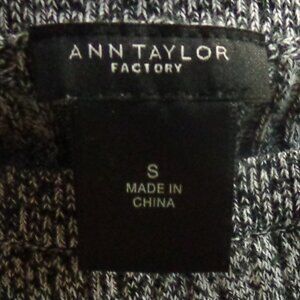 ANN TAYLOR
FACTORY
S
MADE IN
CHINA